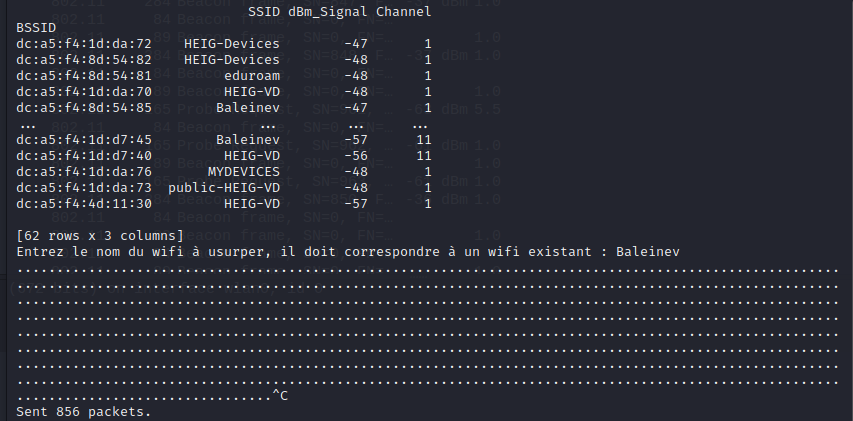 SSID dBm_Signal Channel
BSSID
dc:a5:f4:1d:da:72 HEIG-Devices -47 1
dc:a5:f4:8d:54:82 HEIG-Devices -48 1
dc:a5:f4:8d:54:81 eduroam -48 1
dc:a5:f4:1d:da:70 HEIG-VD -48 1
dc:a5:f4:8d:54:85 Baleinev -47 1
... ... ... ...
dc:a5:f4:1d:d7:45 Baleinev -57 11
dc:a5:f4:1d:d7:40 HEIG-VD -56 11
dc:a5:f4:1d:da:76 MYDEVICES -48 1
dc:a5:f4:1d:da:73 public-HEIG-VD -48 1
dc:a5:f4:4d:11:30 HEIG-VD -57 1
[62 rows x 3 columns]
Entrez le nom du wifi à usurper, il doit correspondre à un wifi existant : Baleinev
.......................................................................................................
.......................................................................................................
.......................................................................................................
.......................................................................................................
.......................................................................................................
.......................................................................................................
.......................................................................................................
.......................................................................................................
................................^C
Sent 856 packets.